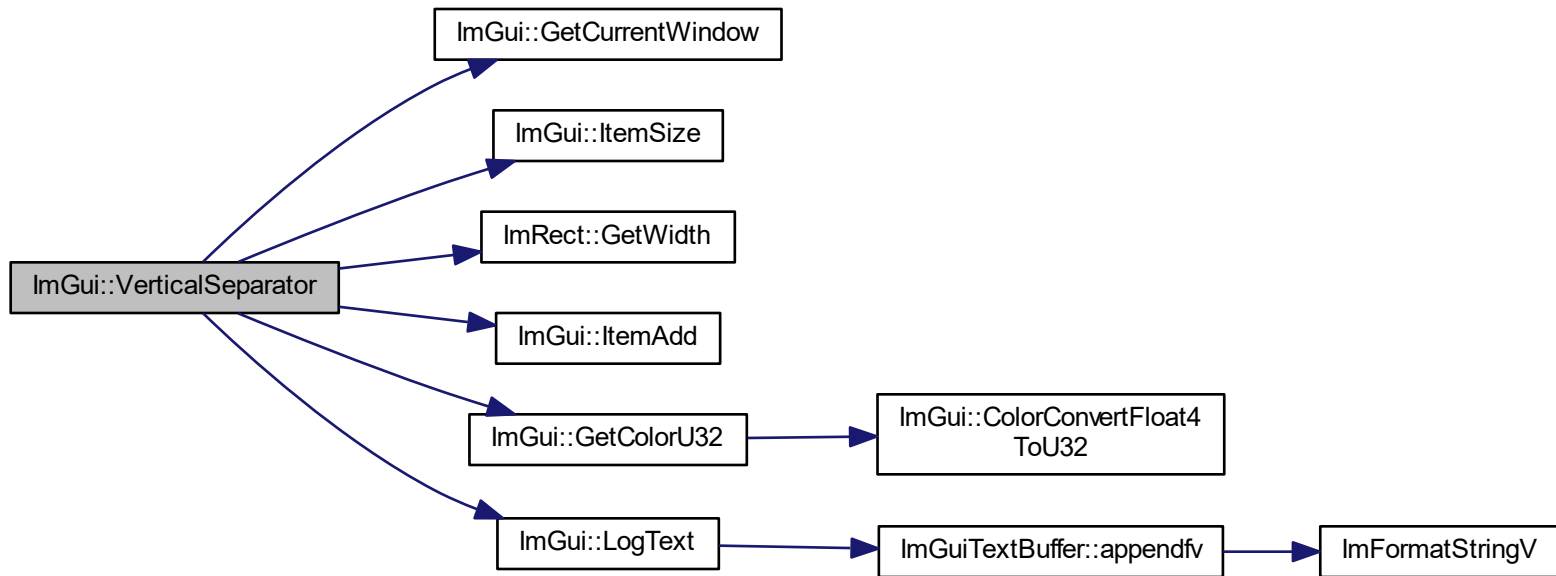 ImGui::GetCurrentWindow
ImGui::ItemSize
ImRect::GetWidth
ImGui::VerticalSeparator
ImGui::ItemAdd
ImGui::GetColorU32
ImGui::ColorConvertFloat4
ToU32
ImGui::LogText
ImGuiTextBuffer::appendfv
ImFormatStringV